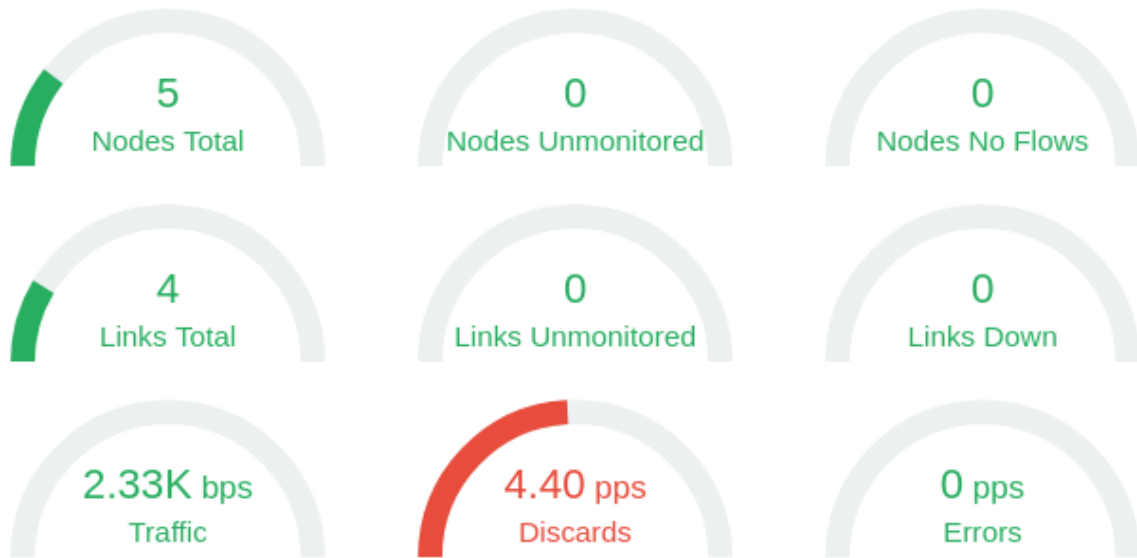 5
Nodes Total
0
Nodes Unmonitored
0
Nodes No Flows
4
Links Total
0
Links Unmonitored
0
Links Down
2.33K bps
Traffic
4.40 pps
Discards
0 pps
Errors